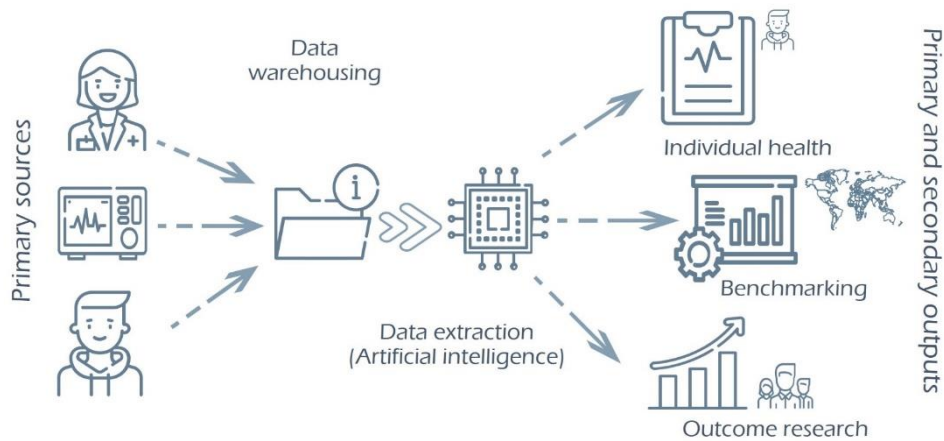 Primary sources
Data
warehousing
Data extraction
(Artificial intelligence)
Individual health
Benchmarking
Outcome research
Primary and secondary outputs